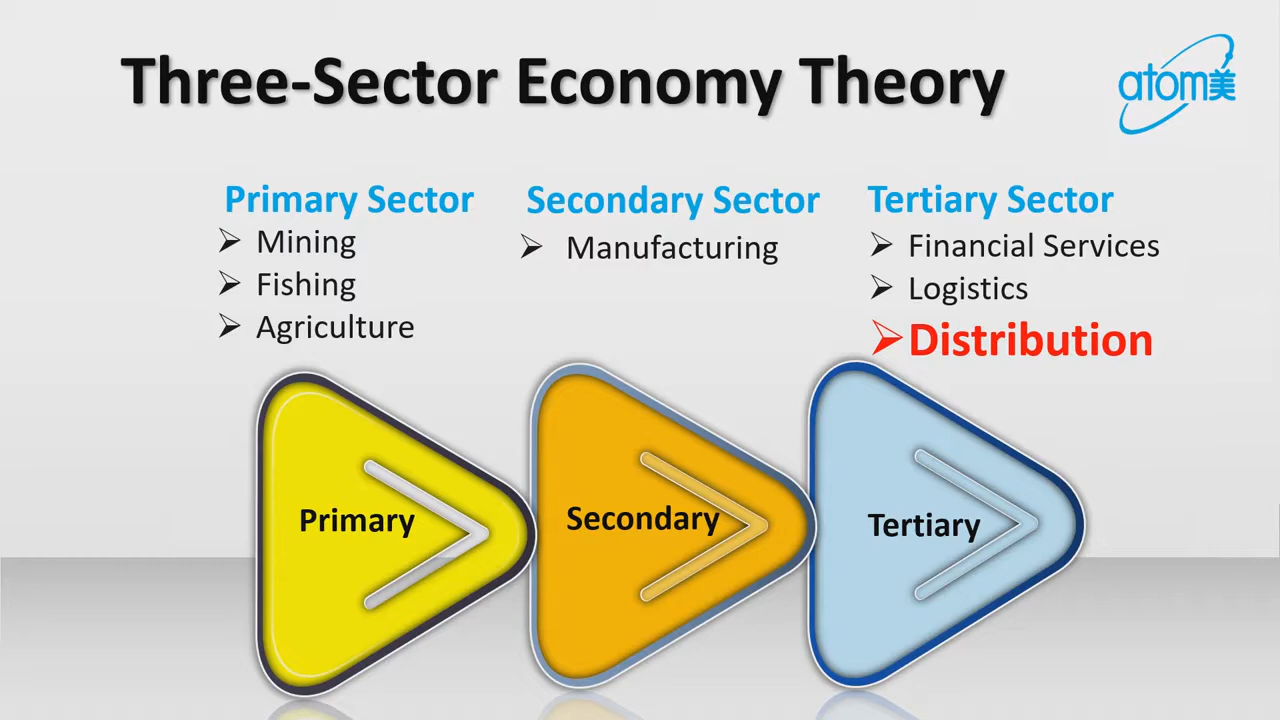 Three-Sector Economy Theory
atom美
Primary Sector
Mining
Fishing
Agriculture
Secondary Sector
Manufacturing
Tertiary Sector
Financial Services
Logistics
Distribution
Primary
Secondary
Tertiary